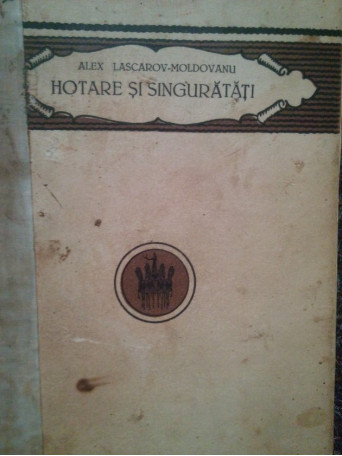 ALEX LASCAROV-MOLDOVANU
HOTARE ȘI SINGURĂTĂȚI